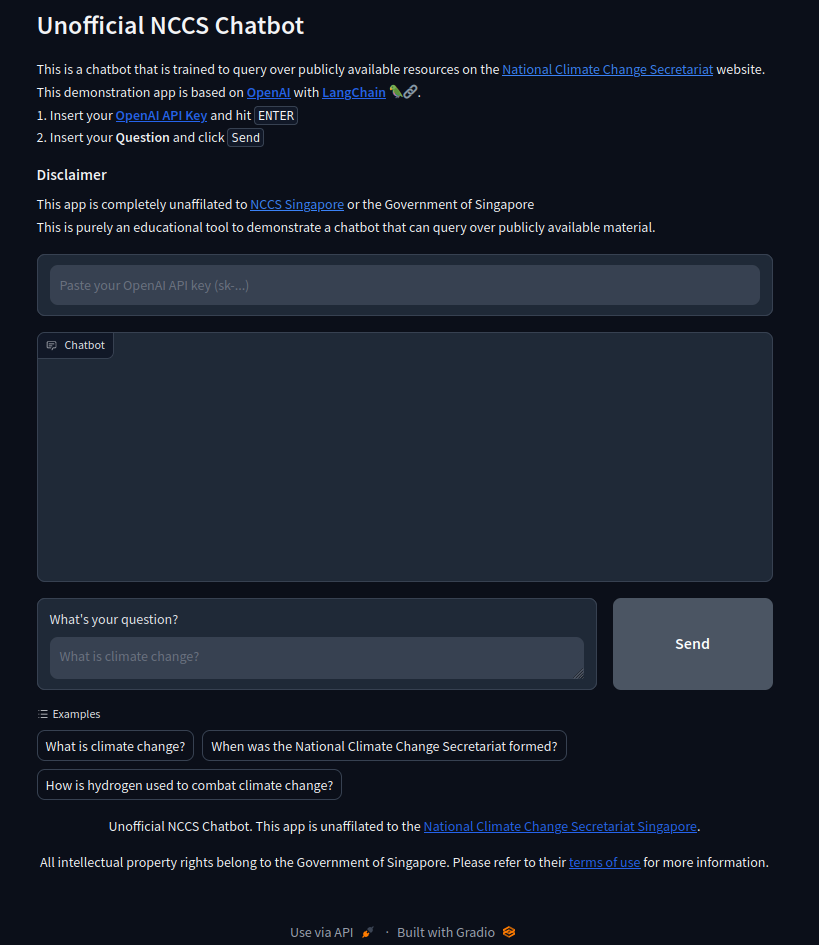 Unofficial NCCS Chatbot
This is a chatbot that is trained to query over publicly available resources on the National Climate Change Secretariat website.
This demonstration app is based on OpenAI with LangChain 🦜🔗.
1. Insert your OpenAI API Key and hit ENTER
2. Insert your Question and click Send
Disclaimer
This app is completely unaffilated to NCCS Singapore or the Government of Singapore
This is purely an educational tool to demonstrate a chatbot that can query over publicly available material.
Paste your OpenAI API key (sk-...)
Chatbot
What's your question?
What is climate change?
Send
Examples
What is climate change?
When was the National Climate Change Secretariat formed?
How is hydrogen used to combat climate change?
Unofficial NCCS Chatbot. This app is unaffilated to the National Climate Change Secretariat Singapore.
All intellectual property rights belong to the Government of Singapore. Please refer to their terms of use for more information.
Use via API · Built with Gradio